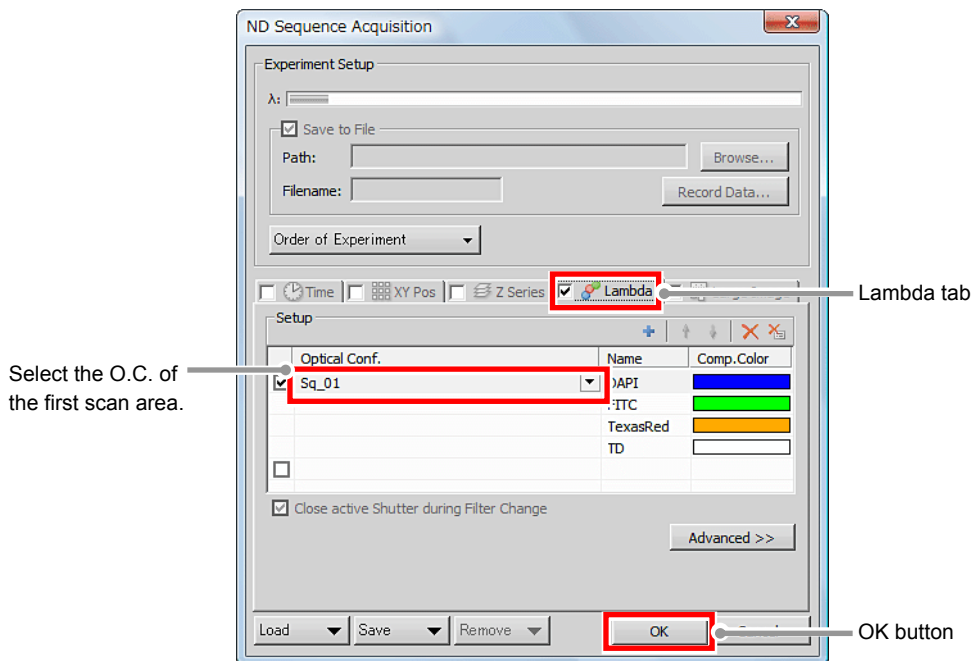 ND Sequence Acquisition
Experiment Setup
λ:
Save to File
Path:
Browse...
Filename:
Record Data...
Order of Experiment
Time
XY Pos
Z Series
Lambda
Lambda tab
Setup
Optical Conf.
Name
Comp.Color
Sq_01
DAPI
FITC
TexasRed
TD
Select the O.C. of
the first scan area.
Close active Shutter during Filter Change
Advanced >>
Load
Save
Remove
OK
OK button